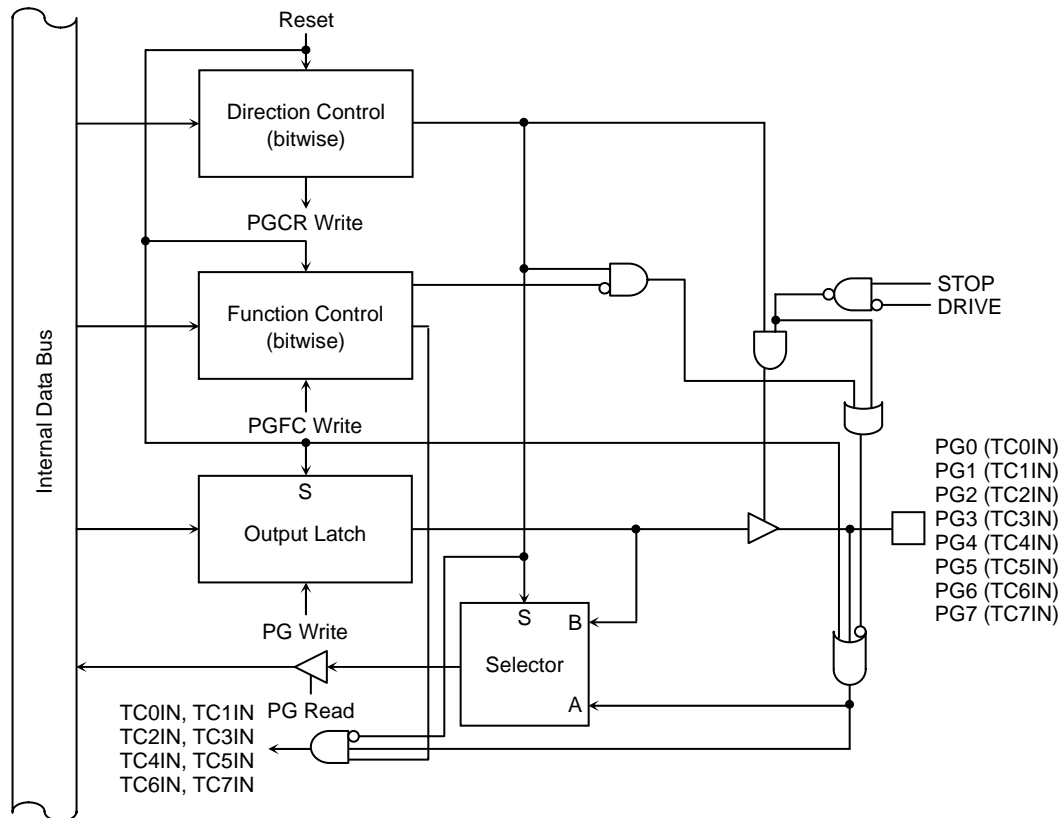 Reset
Direction Control
(bitwise)
PGCR Write
Function Control
(bitwise)
PGFC Write
S
Output Latch
PG Write
Internal Data Bus
STOP
DRIVE
PG0 (TC0IN)
PG1 (TC1IN)
PG2 (TC2IN)
PG3 (TC3IN)
PG4 (TC4IN)
PG5 (TC5IN)
PG6 (TC6IN)
PG7 (TC7IN)
S
B
Selector
A
PG Read
TC0IN, TC1IN
TC2IN, TC3IN
TC4IN, TC5IN
TC6IN, TC7IN